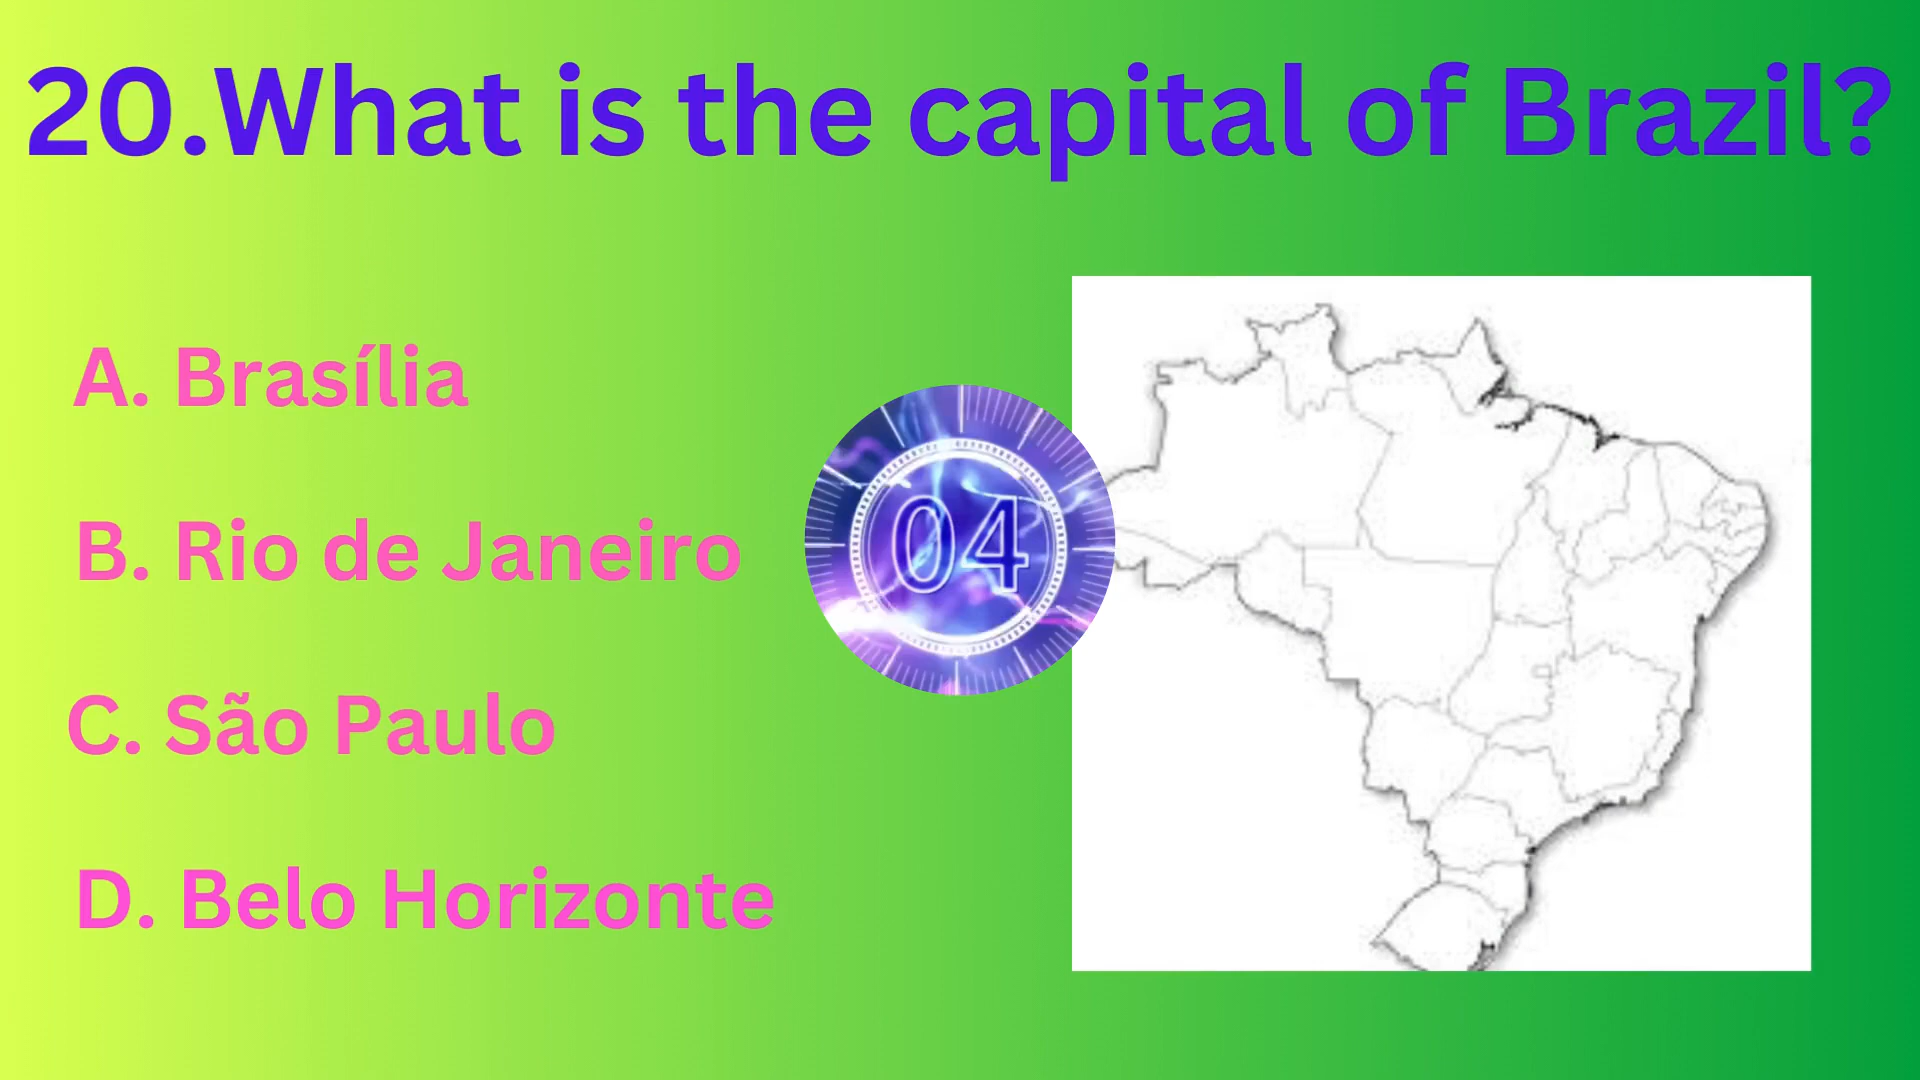 20.What is the capital of Brazil?
A. Brasília
B. Rio de Janeiro
04
C. São Paulo
D. Belo Horizonte